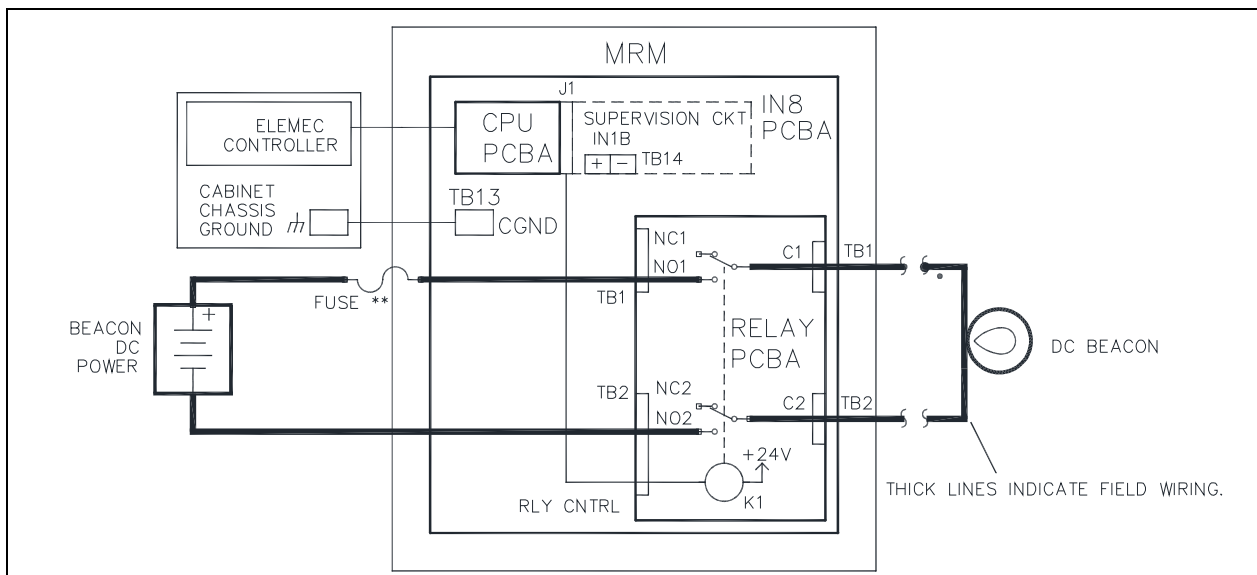 MRM
J1
ELEMEC
CONTROLLER
CPU
PCBA
SUPERVISION CKT
IN1B
+ -
TB14
IN8
PCBA
CABINET
CHASSIS
GROUND
TB13
CGND
NC1
NO1
C1
TB1
TB1
FUSE **
BEACON
DC
POWER
+
RELAY
PCBA
DC BEACON
TB2
NC2
NO2
C2
TB2
+24V
K1
RLY CNTRL
THICK LINES INDICATE FIELD WIRING.